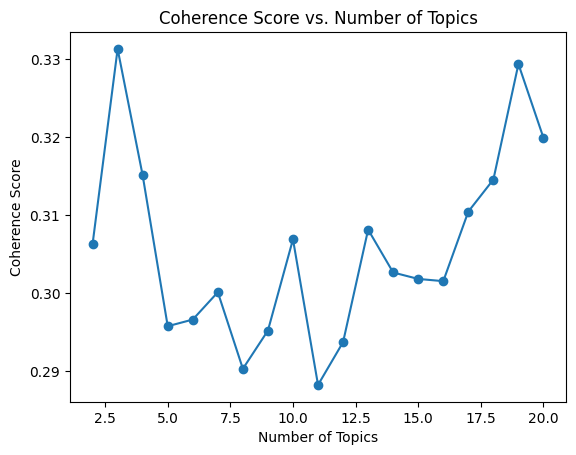 Coherence Score vs. Number of Topics
Coherence Score
0.33
0.32
0.31
0.30
0.29
2.5 5.0 7.5 10.0 12.5 15.0 17.5 20.0
Number of Topics